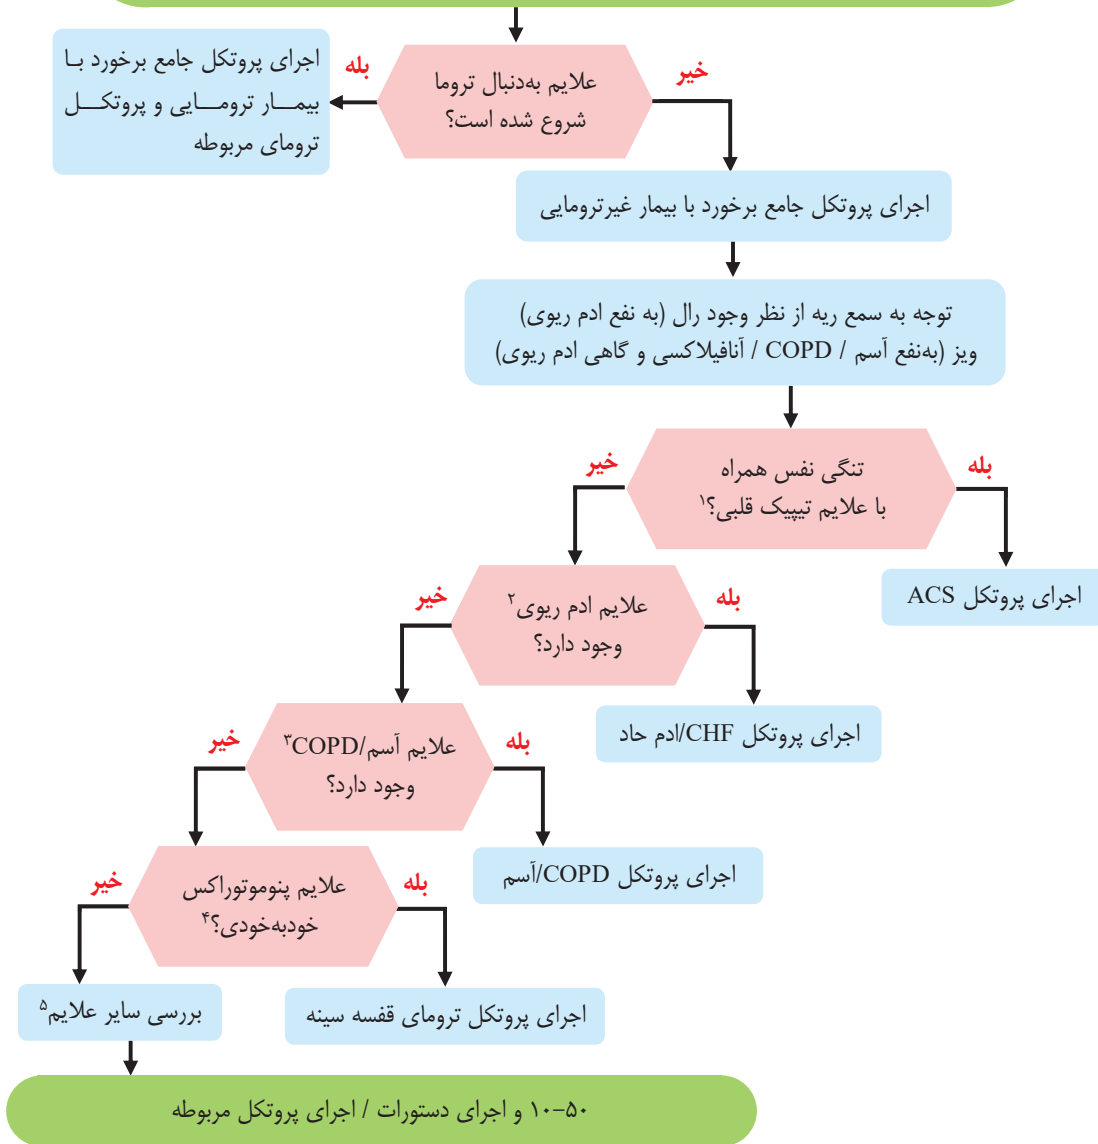 علایم به‌دنبال تروما
شروع شده است؟
بله
خیر
اجرای پروتکل جامع برخورد با
بیمار ترومایی و پروتکل
ترومای مربوطه
اجرای پروتکل جامع برخورد با بیمار غیرترومایی
توجه به سمع ریه از نظر وجود رال (به نفع ادم ریوی)
ویز (به‌نفع آسم / COPD / آنافیلاکسی و گاهی ادم ریوی)
تنگی نفس همراه
با علایم تیپیک قلبی؟۱
بله
خیر
اجرای پروتکل ACS
علایم ادم ریوی۲
وجود دارد؟
بله
خیر
اجرای پروتکل CHF/ادم حاد
علایم آسم/COPD۳
وجود دارد؟
بله
خیر
اجرای پروتکل COPD/آسم
علایم پنوموتوراکس
خودبه‌خودی؟۴
بله
خیر
اجرای پروتکل ترومای قفسه سینه
بررسی سایر علایم۵
۱۰-۵۰ و اجرای دستورات / اجرای پروتکل مربوطه